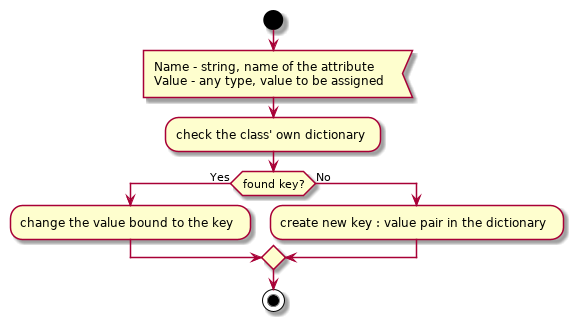 Name - string, name of the attribute
Value - any type, value to be assigned
check the class' own dictionary
Yes
found key?
No
change the value bound to the key
create new key : value pair in the dictionary